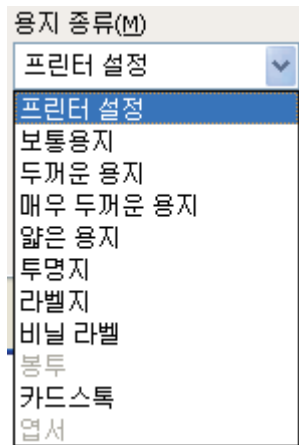 용지 종류(M)
프린터 설정
프린터 설정
보통용지
두꺼운 용지
매우 두꺼운 용지
얇은 용지
투명지
라벨지
비닐 라벨
봉투
카드스톡
엽서